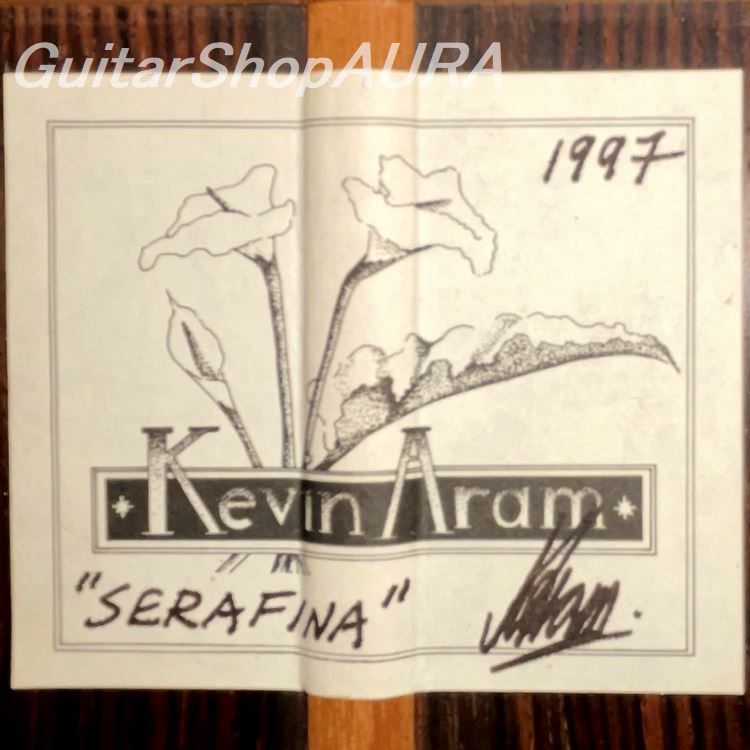 GuitarShopAURA
1997
Kevin Aram
"SERAFINA"